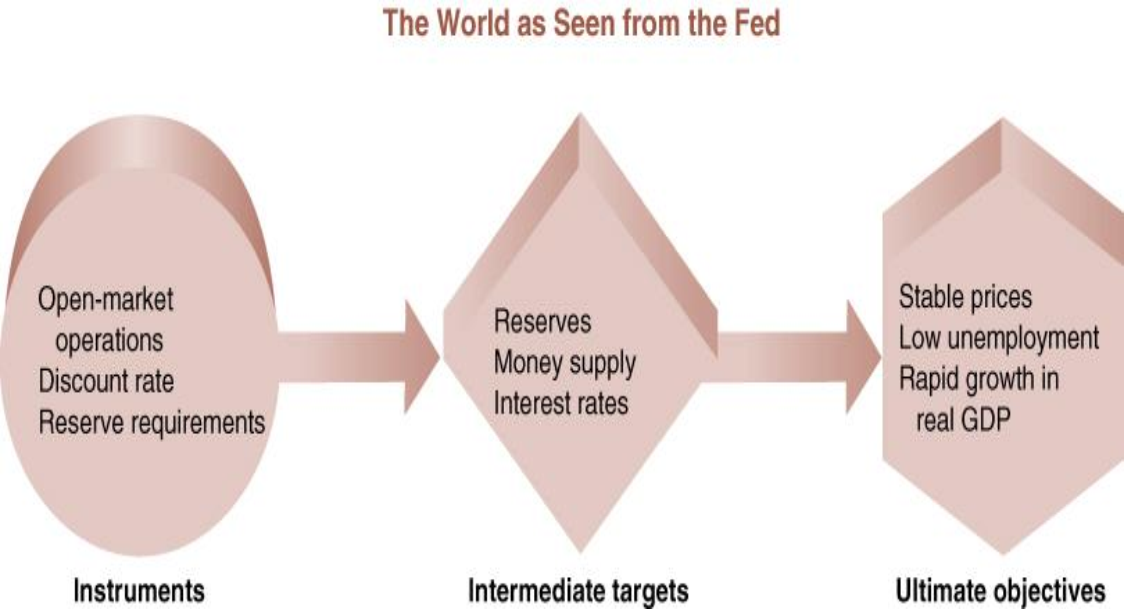 The World as Seen from the Fed
Open-market
operations
Discount rate
Reserve requirements
Reserves
Money supply
Interest rates
Stable prices
Low unemployment
Rapid growth in
real GDP
Instruments
Intermediate targets
Ultimate objectives